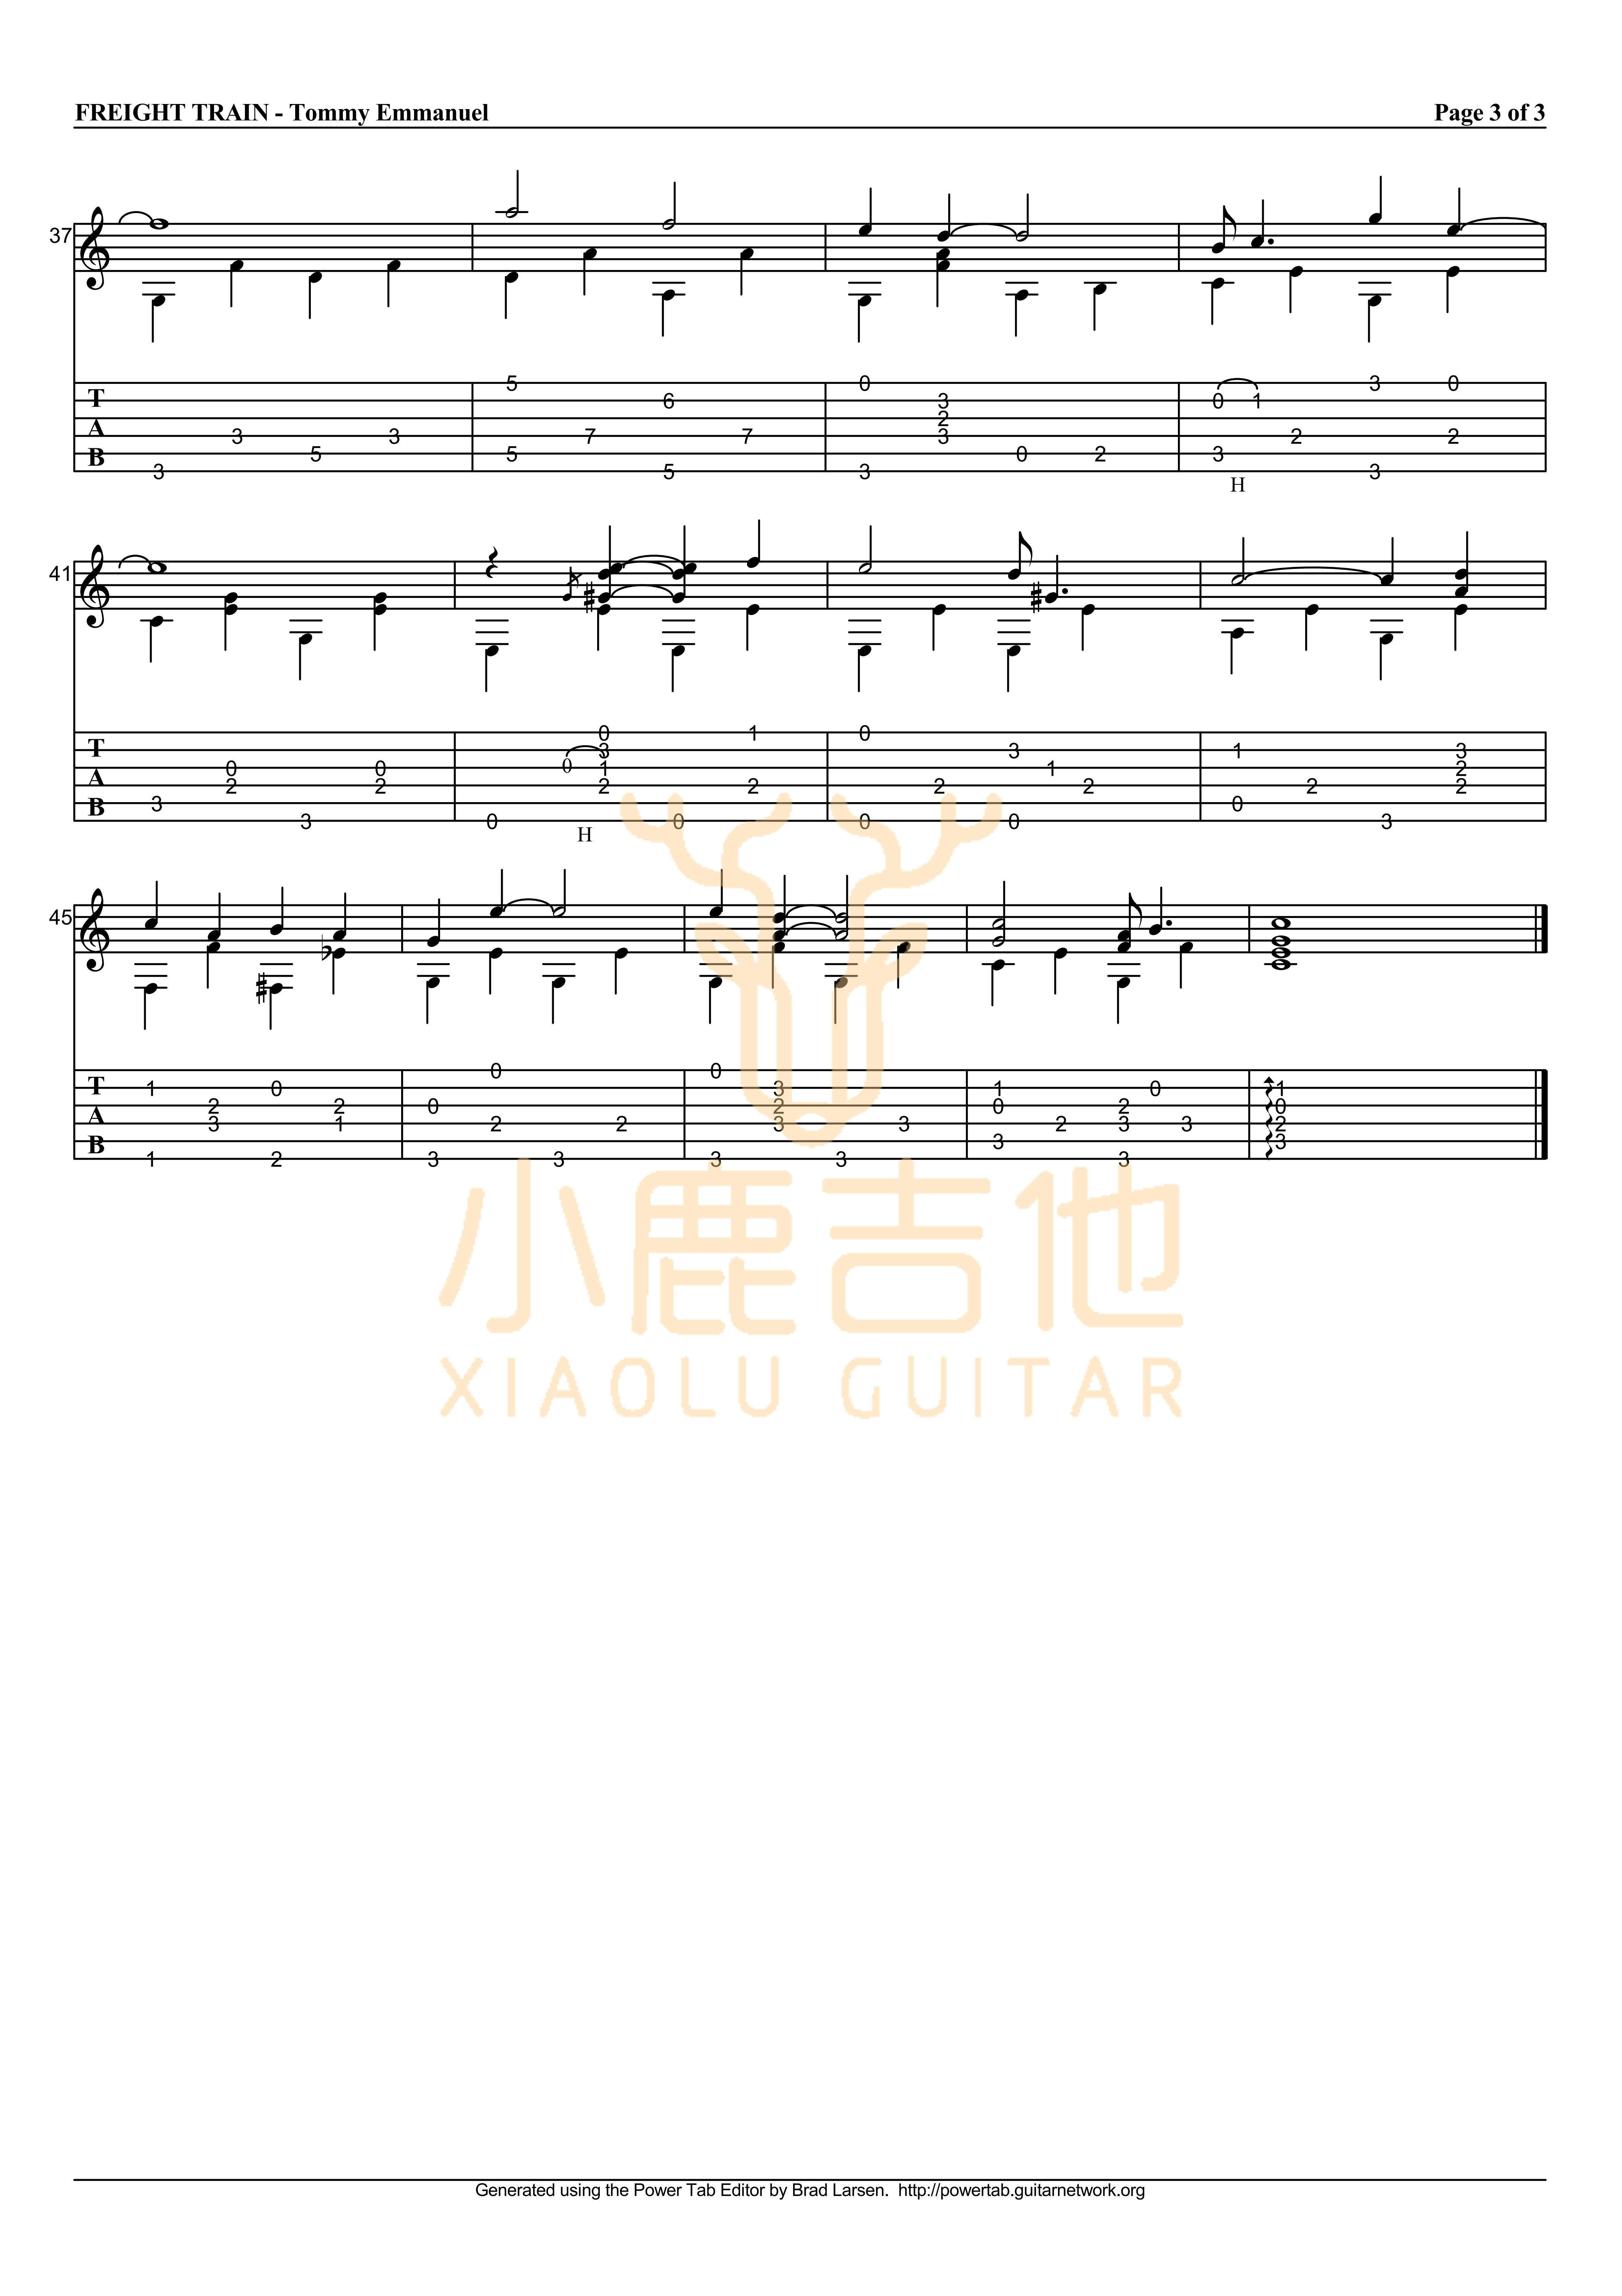 FREIGHT TRAIN - Tommy Emmanuel Page 3 of 3
37
5 0 3 0
T 6 3 0 1
2
A 3 3 7 7 3 2 2
B 5 5 0 2 3
3 5 3 3
H
41
0 1 0
T 3 3 1 3
0 0 0 1 1 2
A 2 2 2 2 2 2 2 2
B 3 0
3 0 0 0 0 3
H
45
0 0
T 1 0 3 1 0 1
2 2 0 2 0 2 0
A 3 1 2 2 3 3 2 3 3 2
B 3 3
1 2 3 3 3 3 3
小鹿吉他
XIAOLU GUITAR
Generated using the Power Tab Editor by Brad Larsen. http://powertab.guitarnetwork.org